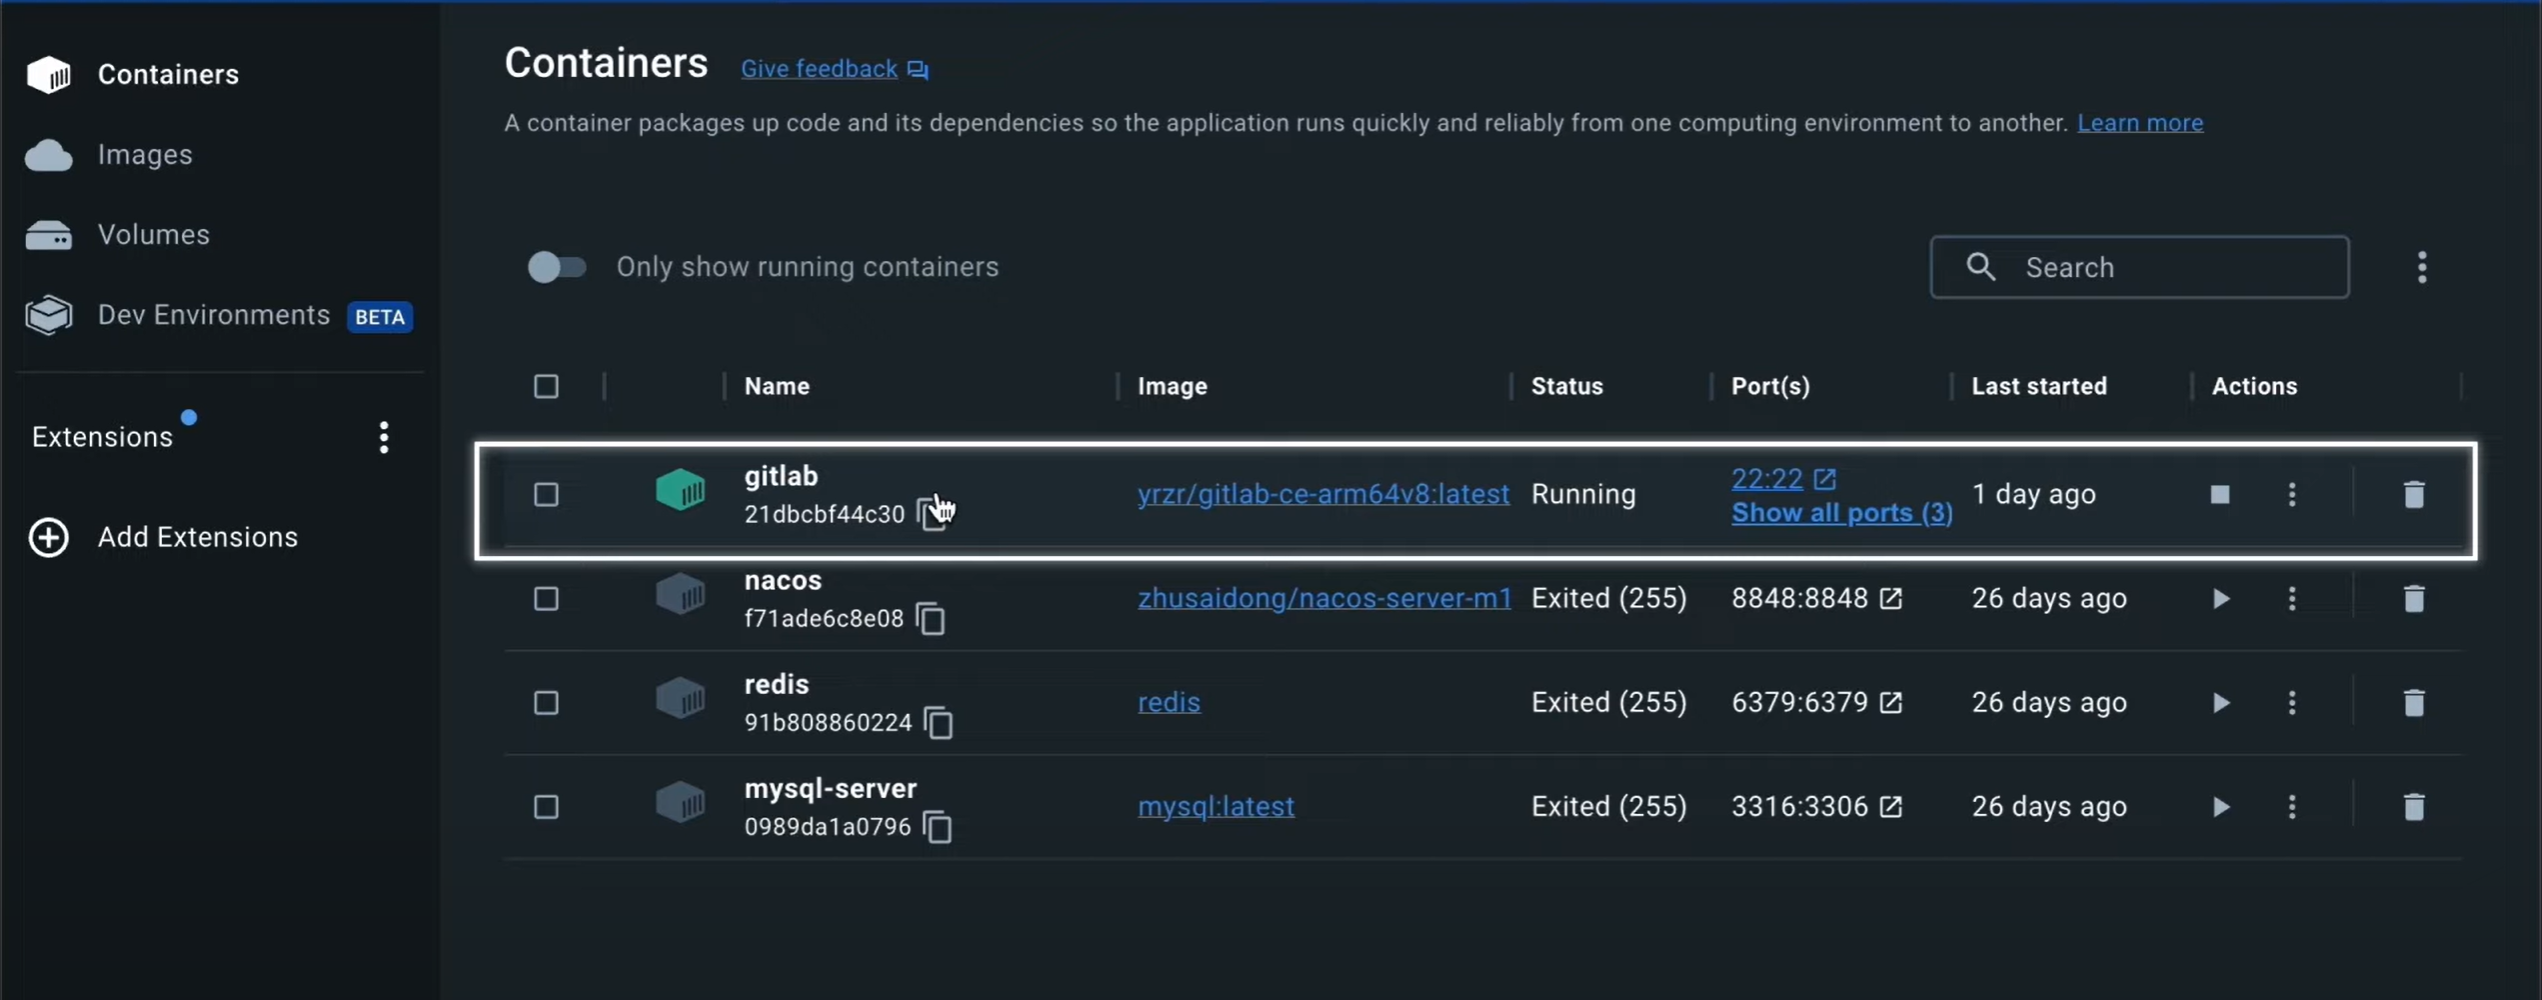 Containers
Images
Volumes
Dev Environments BETA
Extensions
Add Extensions
Containers Give feedback
A container packages up code and its dependencies so the application runs quickly and reliably from one computing environment to another. Learn more
Only show running containers
Search
Name Image Status Port(s) Last started Actions
gitlab
21dbcbf44c30
yrzr/gitlab-ce-arm64v8:latest Running
22:22
Show all ports (3)
1 day ago
nacos
f71ade6c8e08
zhusaidong/nacos-server-m1 Exited (255) 8848:8848 26 days ago
redis
91b808860224
redis Exited (255) 6379:6379 26 days ago
mysql-server
0989da1a0796
mysql:latest Exited (255) 3316:3306 26 days ago